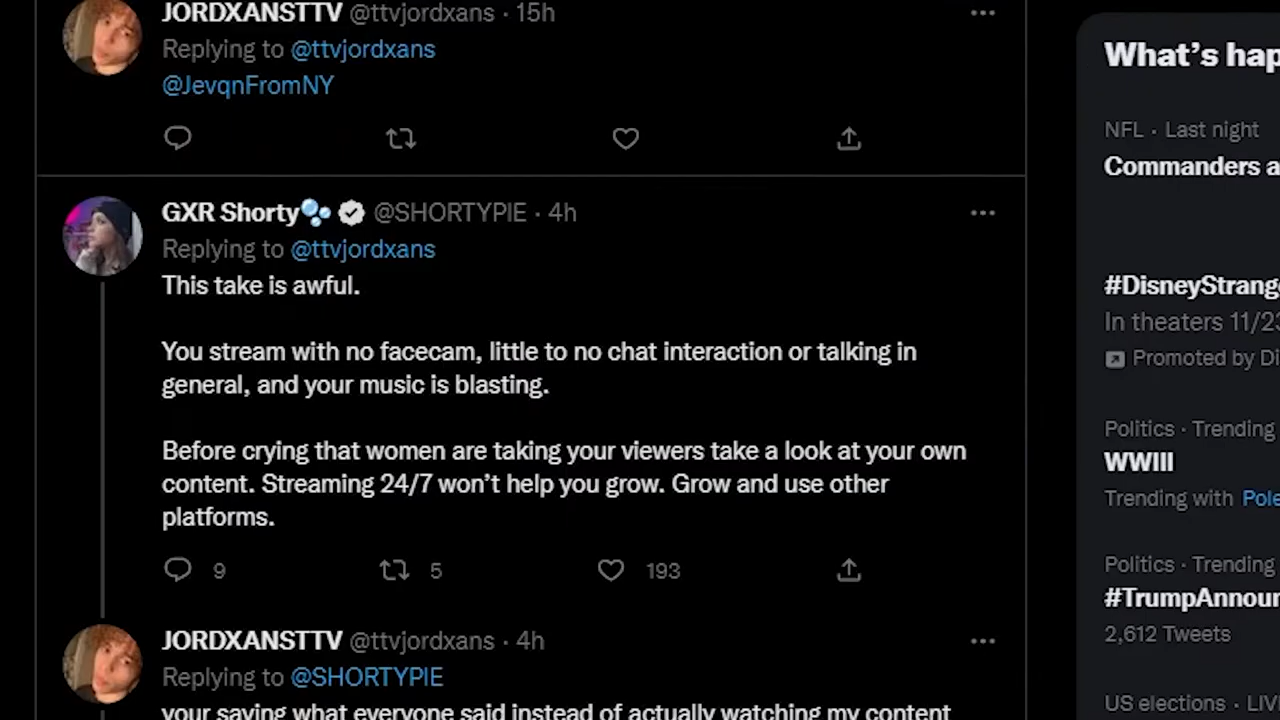 JORDXANSTTV @ttvjordxans · 15h
Replying to @ttvjordxans
@JevqnFromNY
GXR Shorty🫧 @SHORTYPIE · 4h
Replying to @ttvjordxans
This take is awful.
You stream with no facecam, little to no chat interaction or talking in
general, and your music is blasting.
Before crying that women are taking your viewers take a look at your own
content. Streaming 24/7 won’t help you grow. Grow and use other
platforms.
9 5 193
JORDXANSTTV @ttvjordxans · 4h
Replying to @SHORTYPIE
your saying what everyone said instead of actually watching my content
What’s hap
NFL · Last night
Commanders a
#DisneyStrang
In theaters 11/23
Promoted by Di
Politics · Trending
WWIII
Trending with Pole
Politics · Trending
#TrumpAnnour
2,612 Tweets
US elections · LIV